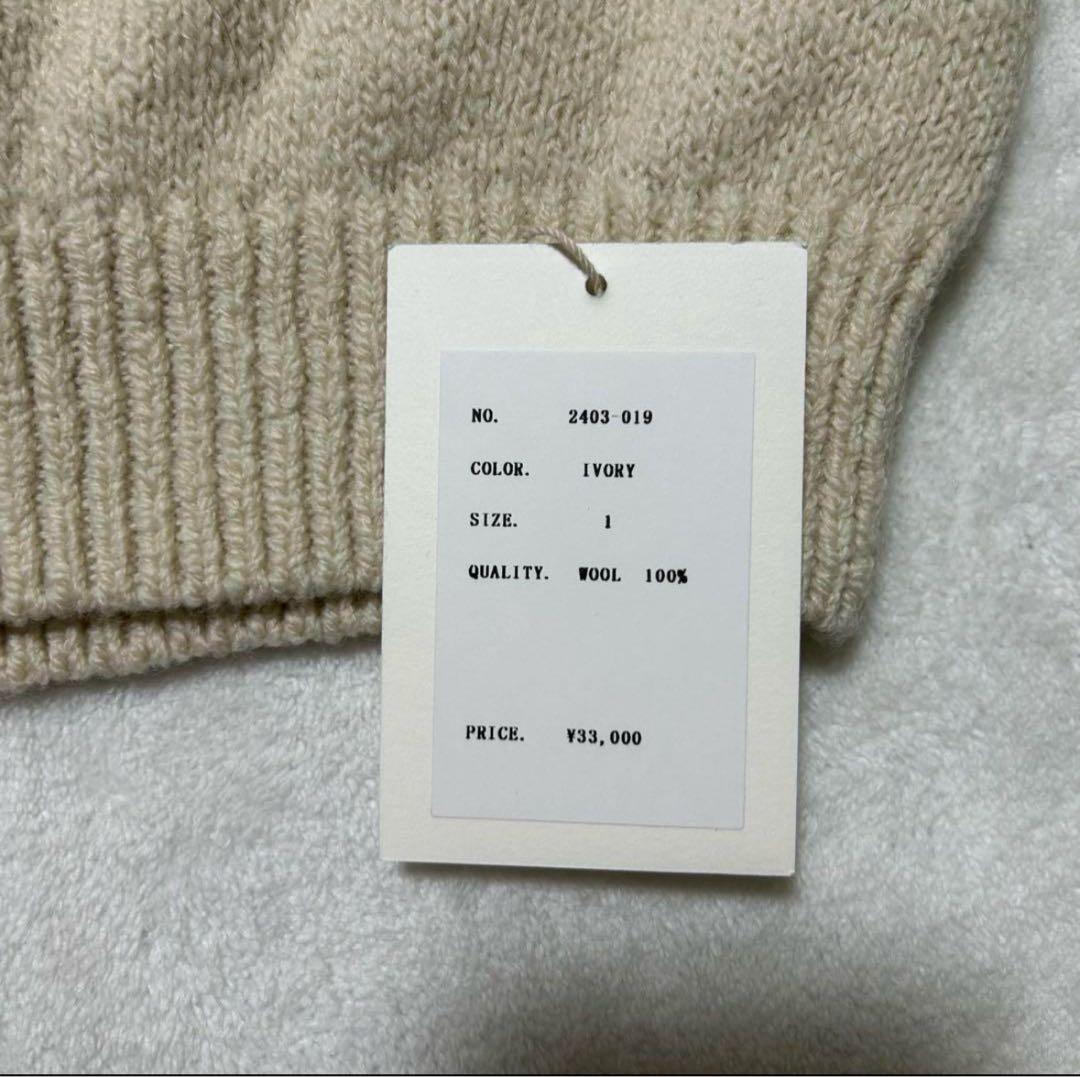 NO. 2403-019
COLOR. IVORY
SIZE. 1
QUALITY. WOOL 100%
PRICE. ¥33,000